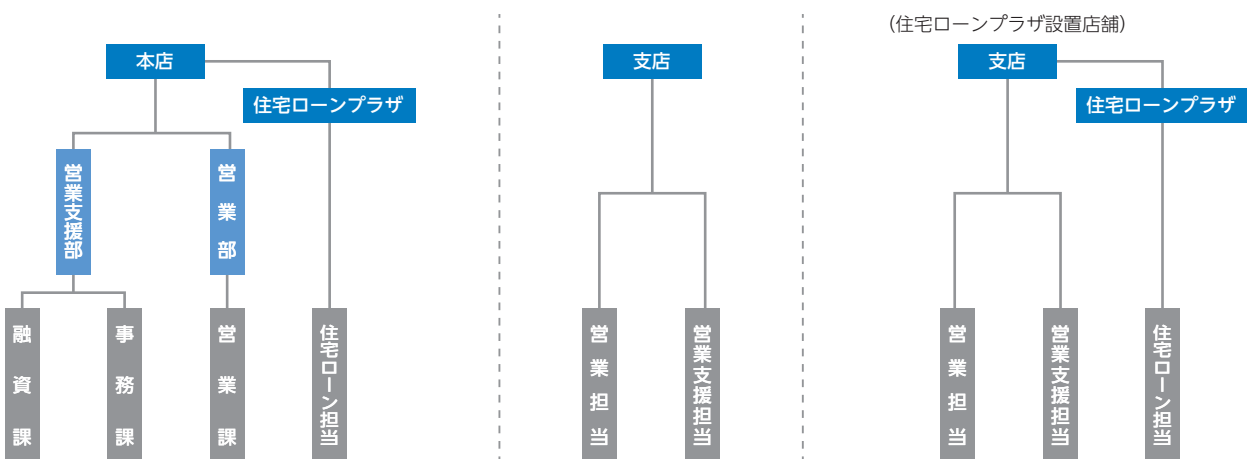 本店
住宅ローンプラザ
営業支援部
営業部
融資課
事務課
営業課
住宅ローン担当
支店
営業担当
営業支援担当
(住宅ローンプラザ設置店舗)
支店
住宅ローンプラザ
営業担当
営業支援担当
住宅ローン担当